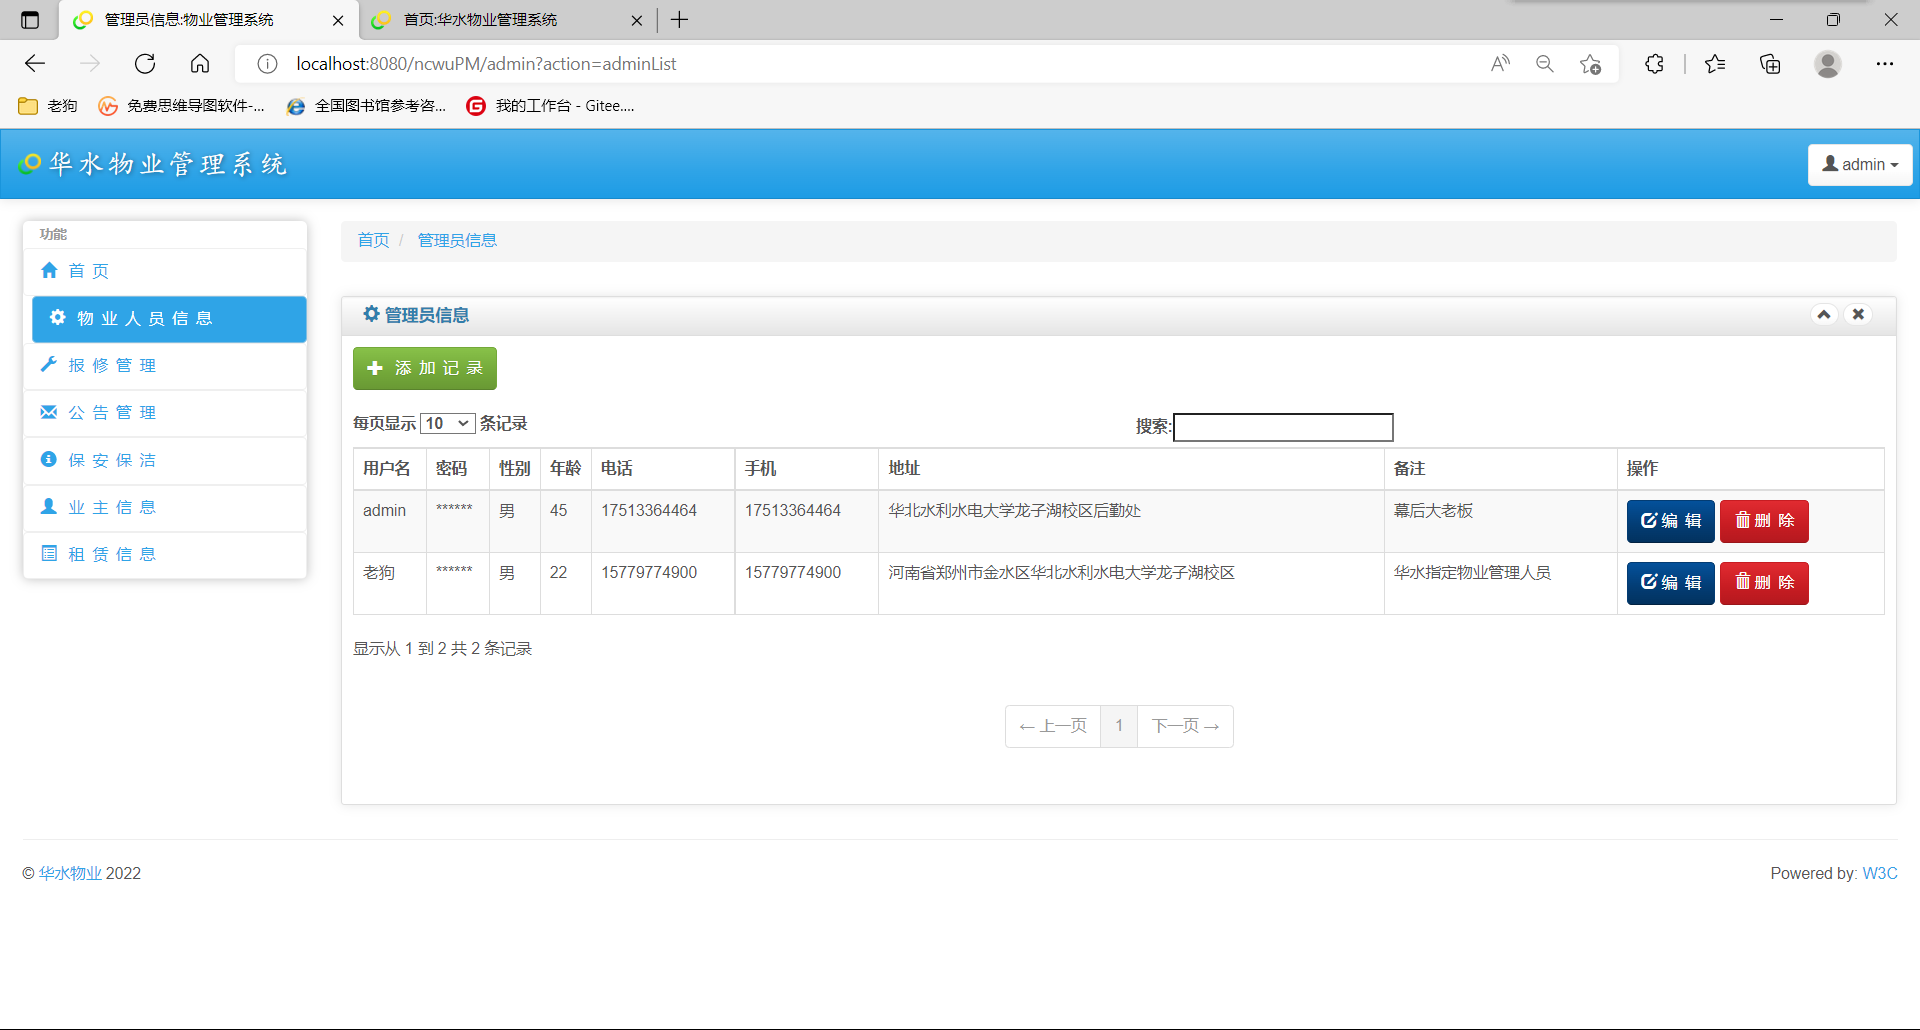 管理员信息:物业管理系统
首页:华水物业管理系统
localhost:8080/ncwuPM/admin?action=adminList
老狗
免费思维导图软件-...
全国图书馆参考咨...
我的工作台 - Gitee....
华水物业管理系统
admin
功能
首页
物业人员信息
报修管理
公告管理
保安保洁
业主信息
租赁信息
首页 / 管理员信息
管理员信息
添加记录
每页显示 10 条记录
搜索:
用户名 密码 性别 年龄 电话 手机 地址 备注 操作
admin ****** 男 45 17513364464 17513364464 华北水利水电大学龙子湖校区后勤处 幕后大老板 编辑 删除
老狗 ****** 男 22 15779774900 15779774900 河南省郑州市金水区华北水利水电大学龙子湖校区 华水指定物业管理人员 编辑 删除
显示从 1 到 2 共 2 条记录
← 上一页 1 下一页 →
© 华水物业 2022
Powered by: W3C